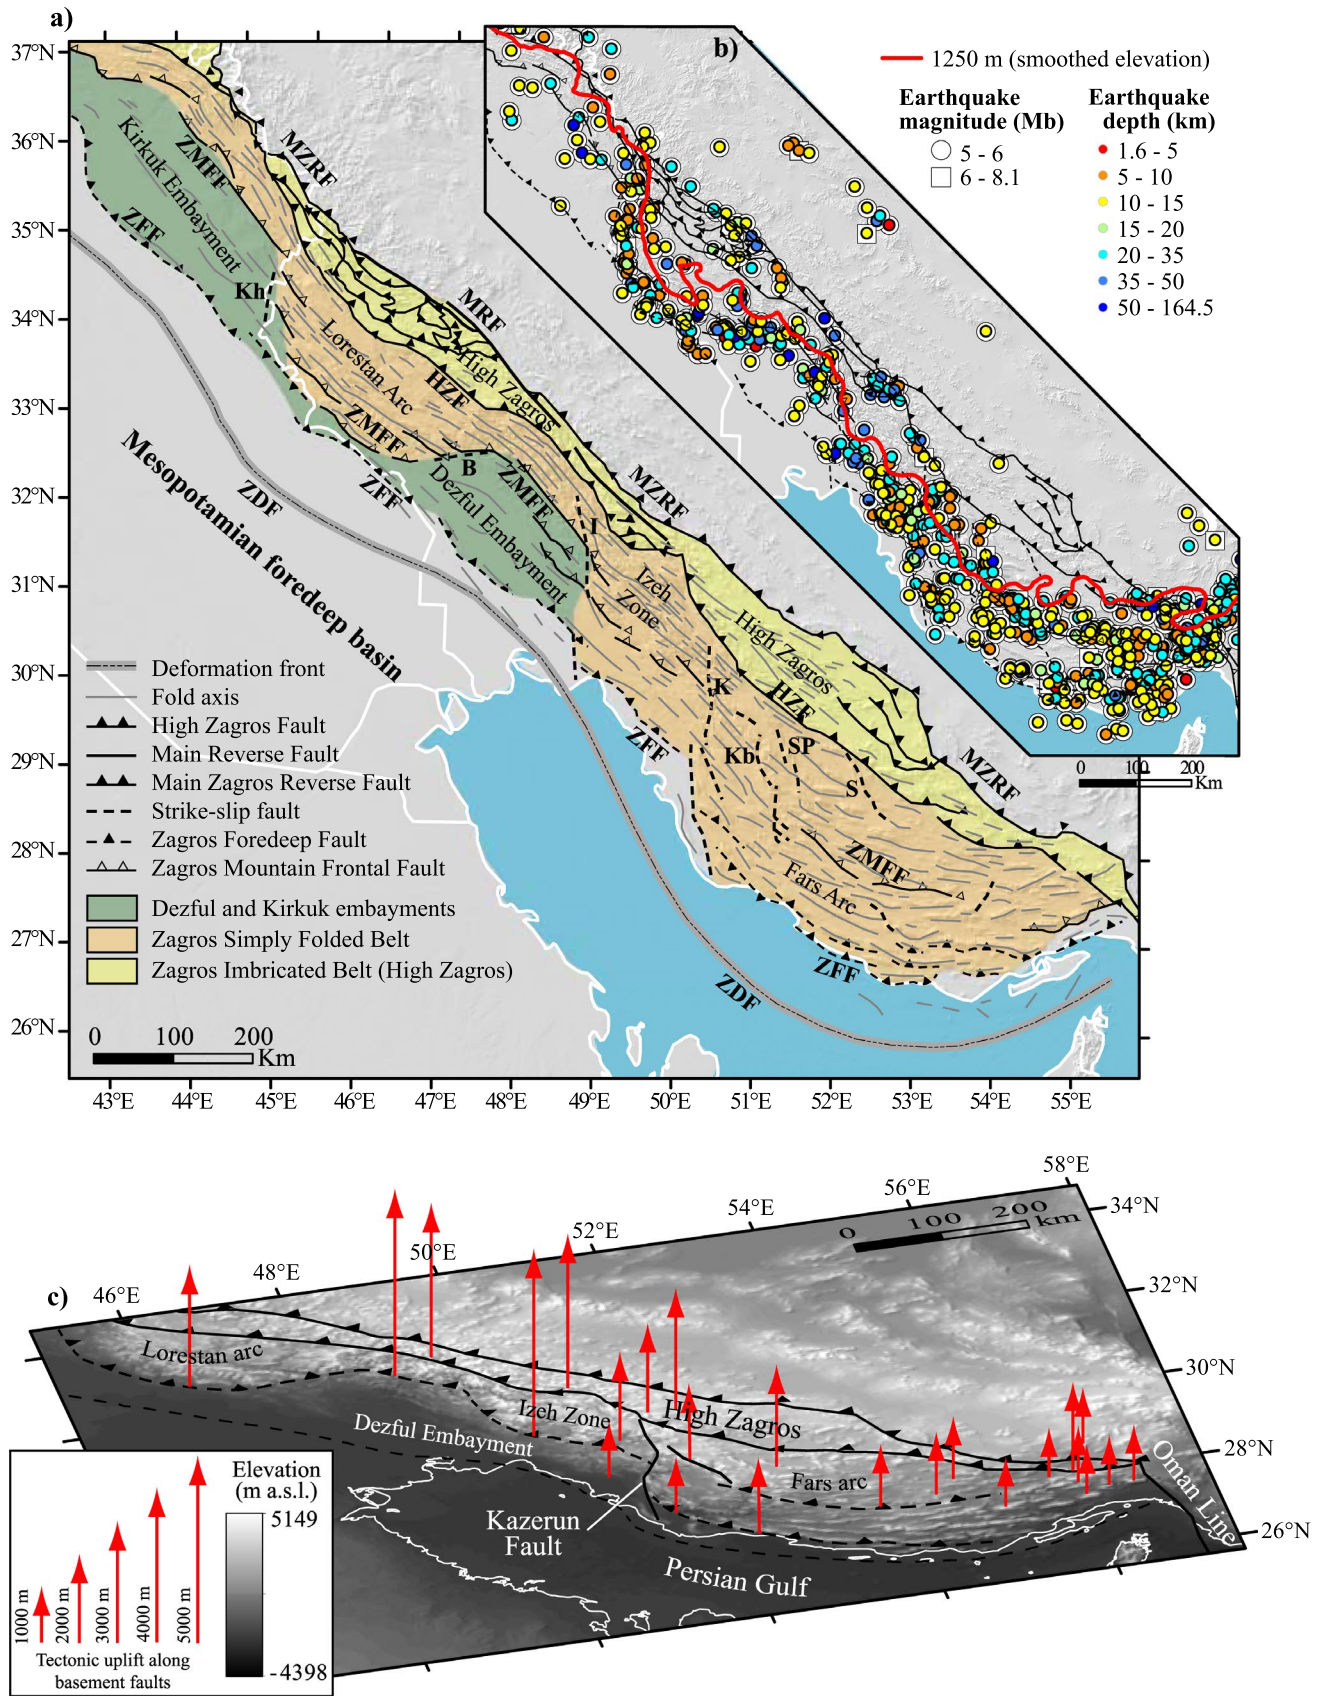 a)
37°N
36°N
35°N
34°N
33°N
32°N
31°N
30°N
29°N
28°N
27°N
26°N
43°E
44°E
45°E
46°E
47°E
48°E
49°E
50°E
51°E
52°E
53°E
54°E
55°E
Kirkuk Embayment
ZMFF
MZRF
ZFF
Kh
Lorestan Arc
MRF
High Zagros
HZF
ZMFF
ZFF
B
Dezful Embayment
ZMFF
I
MZRF
Izeh
Zone
ZDF
Mesopotamian foredeep basin
High Zagros
HZF
K
Kb
SP
S
ZFF
MZRF
ZMFF
Fars Arc
ZFF
ZDF
Deformation front
Fold axis
High Zagros Fault
Main Reverse Fault
Main Zagros Reverse Fault
Strike-slip fault
Zagros Foredeep Fault
Zagros Mountain Frontal Fault
Dezful and Kirkuk embayments
Zagros Simply Folded Belt
Zagros Imbricated Belt (High Zagros)
0 100 200
Km
b)
1250 m (smoothed elevation)
Earthquake
magnitude (Mb)
5 - 6
6 - 8.1
Earthquake
depth (km)
1.6 - 5
5 - 10
10 - 15
15 - 20
20 - 35
35 - 50
50 - 164.5
0 100 200
Km
c)
46°E
48°E
50°E
52°E
54°E
56°E
58°E
34°N
32°N
30°N
28°N
26°N
0 100 200
km
Lorestan arc
Dezful Embayment
Izeh Zone
High Zagros
Fars arc
Kazerun
Fault
Persian Gulf
Oman Line
1000 m
2000 m
3000 m
4000 m
5000 m
Tectonic uplift along
basement faults
Elevation
(m a.s.l.)
5149
-4398